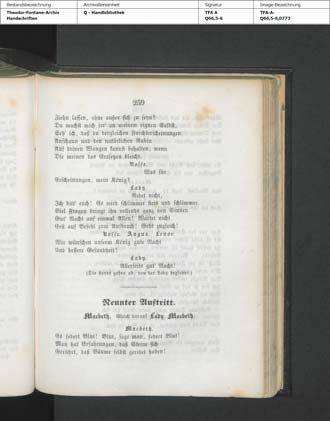 Bestandsbezeichnung
Theodor-Fontane-Archiv
Handschriften
Archivalieneinheit
Q - Handbibliothek
Signatur
TFA A
Q66,5-6
Image-Bezeichnung
TFA-A-
Q66,5-6,0773
259
Ziehn lassen, ohne außer sich zu seyn?
Du machst mich irr' an meinem eignen Selbst,
Seh' ich, daß du dergleichen Furchterscheinungen
Anschaun und den natürlichen Rubin
Auf deinen Wangen kannst behalten, wenn
Die meinen das Entsetzen bleicht.
Rosse.
Was für
Erscheinungen, mein König?
Lady.
Redet nicht,
Ich bitt' euch! Er wird schlimmer stets und schlimmer.
Viel Fragen bringt ihn vollends ganz von Sinnen
Gut' Nacht auf einmal Allen! Wartet nicht
Erst auf Befehl zum Aufbruch! Geht zugleich!
Rosse. Angus. Lenor.
Wir wünschen unserm König gute Nacht
Und bessere Gesundheit!
Lady.
Allerseits gut' Nacht!
(Die Lords gehen ab, von der Lady begleitet.)
Neunter Auftritt.
Macbeth. Gleich darauf Lady Macbeth.
Macbeth.
Es fodert Blut! Blut, sagt man, fodert Blut!
Man hat Erfahrungen, daß Steine sich
Gerührt, daß Bäume selbst geredet haben!